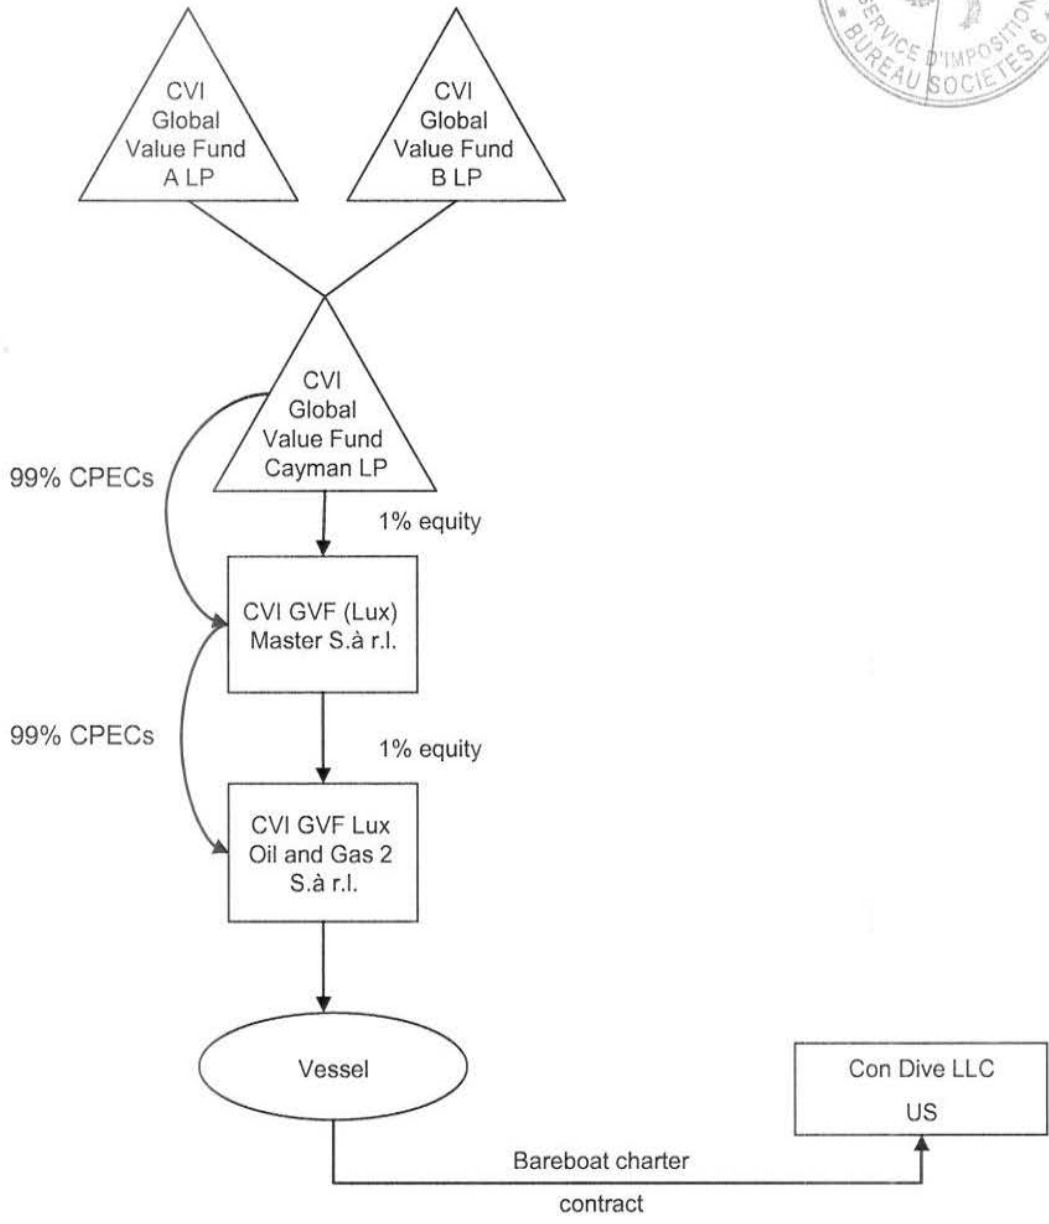 SERVICE D'IMPOSITION
* BUREAU SOCIETES 6 *
CVI
Global
Value Fund
A LP
CVI
Global
Value Fund
B LP
CVI
Global
Value Fund
Cayman LP
99% CPECs
1% equity
CVI GVF (Lux)
Master S.à r.l.
99% CPECs
1% equity
CVI GVF Lux
Oil and Gas 2
S.à r.l.
Vessel
Con Dive LLC
US
Bareboat charter
contract